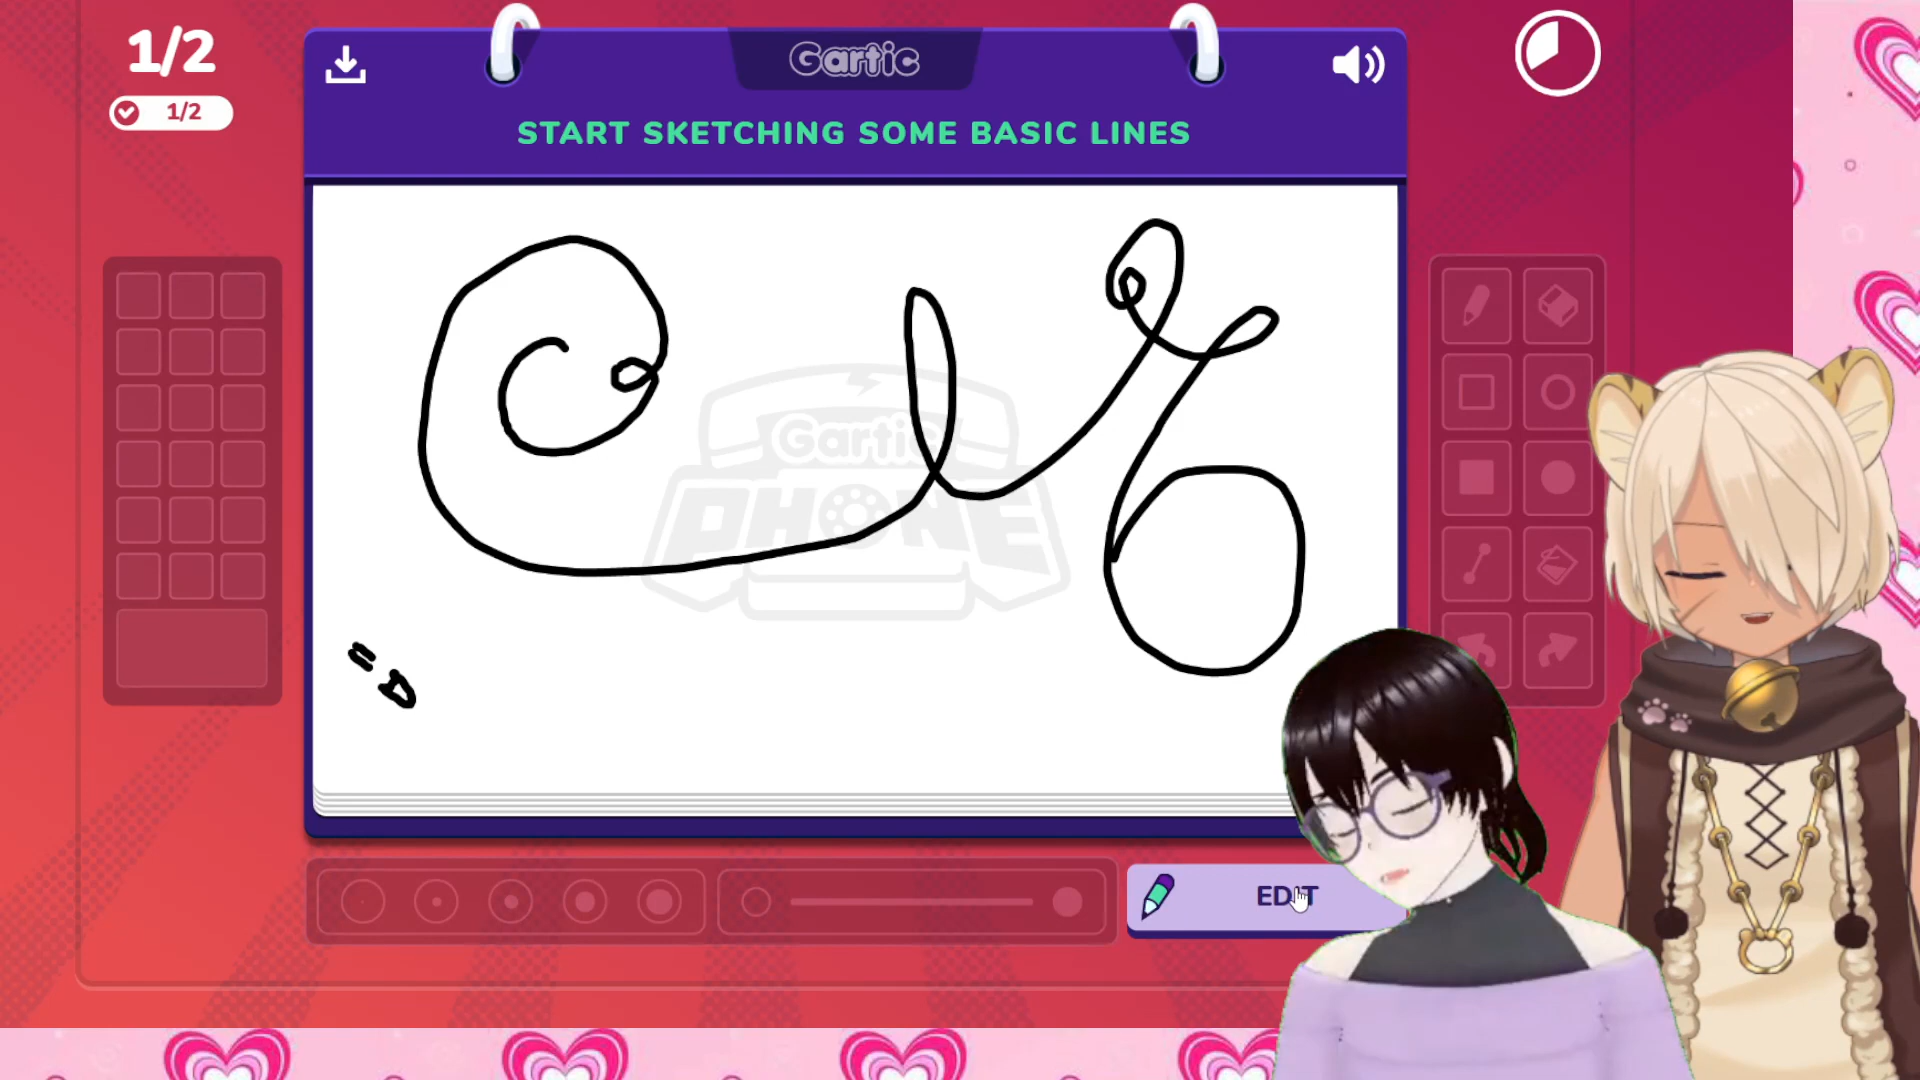 1/2
Gartic
1/2
START SKETCHING SOME BASIC LINES
Gartic
PHONE
= D
EDIT